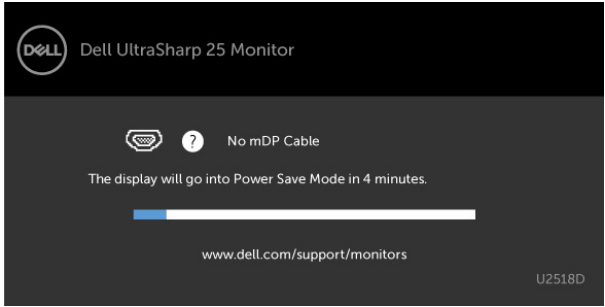 DELL Dell UltraSharp 25 Monitor
? No mDP Cable
The display will go into Power Save Mode in 4 minutes.
www.dell.com/support/monitors
U2518D